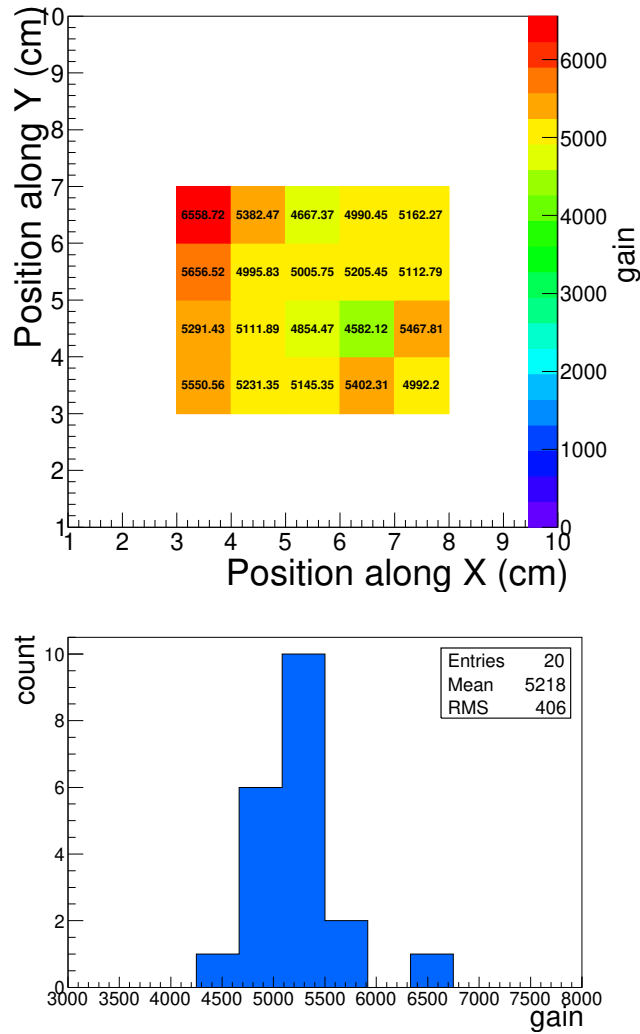 10
9
8
7
6
5
4
3
2
1
Position along Y (cm)
6558.72 5382.47 4667.37 4990.45 5162.27
5656.52 4995.83 5005.75 5205.45 5112.79
5291.43 5111.89 4854.47 4582.12 5467.81
5550.56 5231.35 5145.35 5402.31 4992.2
1 2 3 4 5 6 7 8 9 10
Position along X (cm)
6000
5000
4000
3000
2000
1000
0
gain
count
10
8
6
4
2
0
Entries 20
Mean 5218
RMS 406
3000 3500 4000 4500 5000 5500 6000 6500 7000 7500 8000
gain